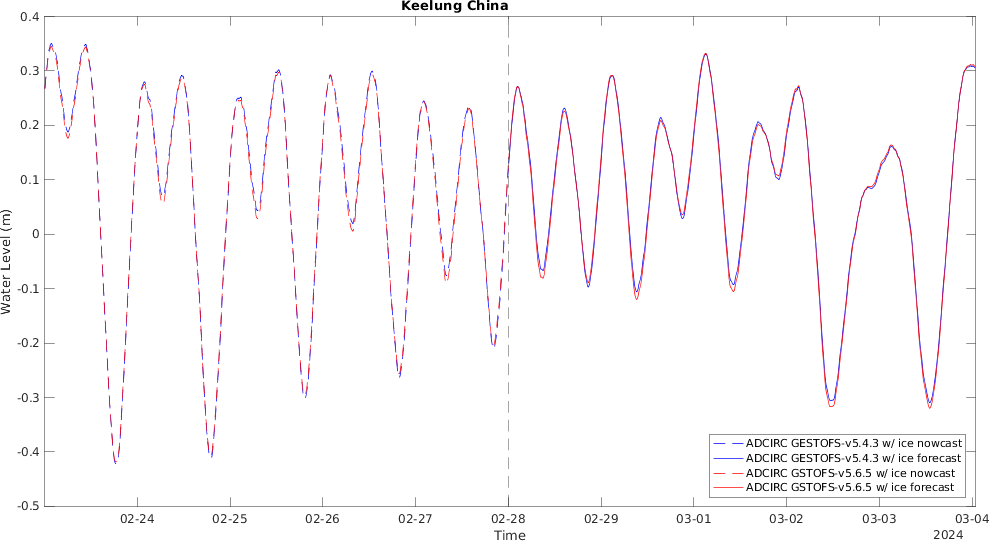 Keelung China
0.4
0.3
0.2
0.1
0
-0.1
-0.2
-0.3
-0.4
-0.5
Water Level (m)
ADCIRC GESTOFS-v5.4.3 w/ ice nowcast
ADCIRC GESTOFS-v5.4.3 w/ ice forecast
ADCIRC GSTOFS-v5.6.5 w/ ice nowcast
ADCIRC GSTOFS-v5.6.5 w/ ice forecast
02-24 02-25 02-26 02-27 02-28 02-29 03-01 03-02 03-03 03-04
Time
2024